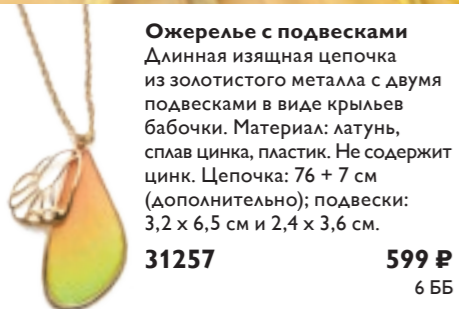 Ожерелье с подвесками
Длинная изящная цепочка
из золотистого металла с двумя
подвесками в виде крыльев
бабочки. Материал: латунь,
сплав цинка, пластик. Не содержит
цинк. Цепочка: 76 + 7 см
(дополнительно); подвески:
3,2 х 6,5 см и 2,4 х 3,6 см.
31257 599 ₽
6 ББ